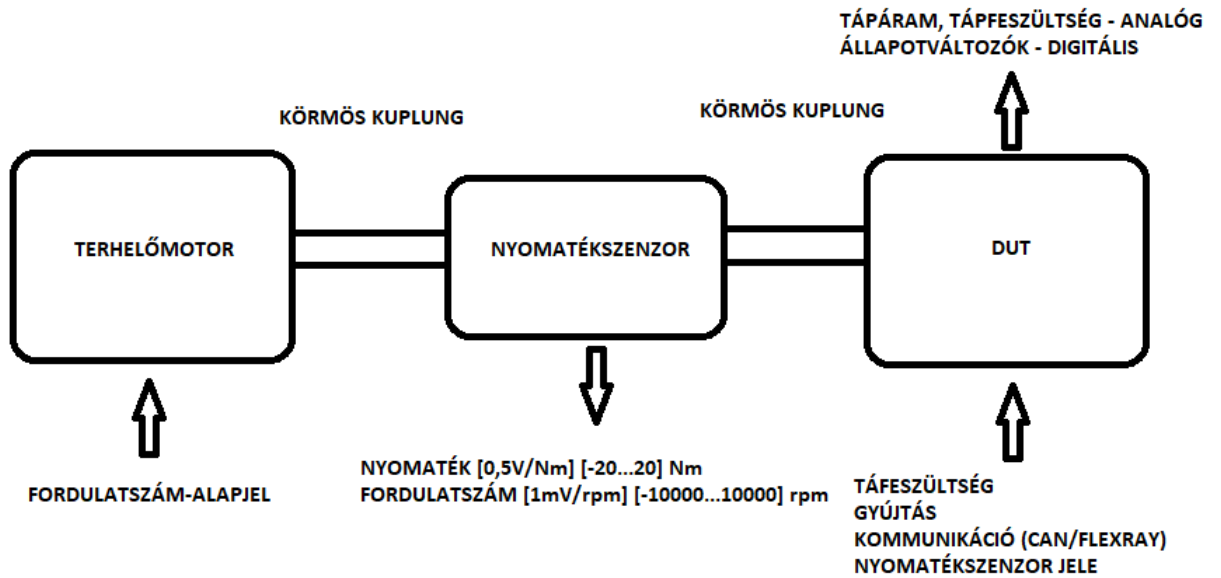 TÁPÁRAM, TÁPFESZÜLTSÉG - ANALÓG
ÁLLAPOTVÁLTOZÓK - DIGITÁLIS
KÖRMÖS KUPLUNG
KÖRMÖS KUPLUNG
TERHELŐMOTOR
NYOMATÉKSZENZOR
DUT
FORDULATSZÁM-ALAPJEL
NYOMATÉK [0,5V/Nm] [-20...20] Nm
FORDULATSZÁM [1mV/rpm] [-10000...10000] rpm
TÁFESZÜLTSÉG
GYÚJTÁS
KOMMUNIKÁCIÓ (CAN/FLEXRAY)
NYOMATÉKSZENZOR JELE